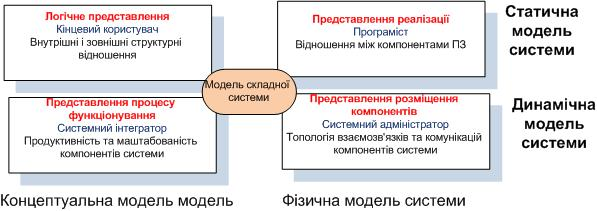 Логічне представлення
Кінцевий користувач
Внутрішні і зовнішні структурні
відношення
Представлення реалізації
Програміст
Відношення між компонентами ПЗ
Статична
модель
системи
Модель складної
системи
Представлення процесу
функціонування
Системний інтегратор
Продуктивність та маштабованість
компонентів системи
Представлення розміщення
компонентів
Системний адміністратор
Топологія взаємозв'язків та комунікацій
компонентів системи
Динамічна
модель
системи
Концептуальна модель модель
Фізична модель системи